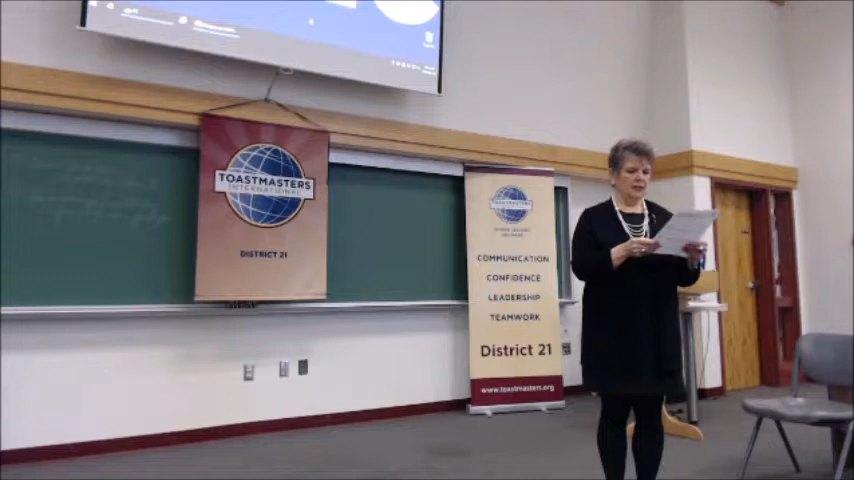 TOASTMASTERS
INTERNATIONAL
DISTRICT 21
TOASTMASTERS
COMMUNICATION
CONFIDENCE
LEADERSHIP
TEAMWORK
District 21
www.toastmasters.org